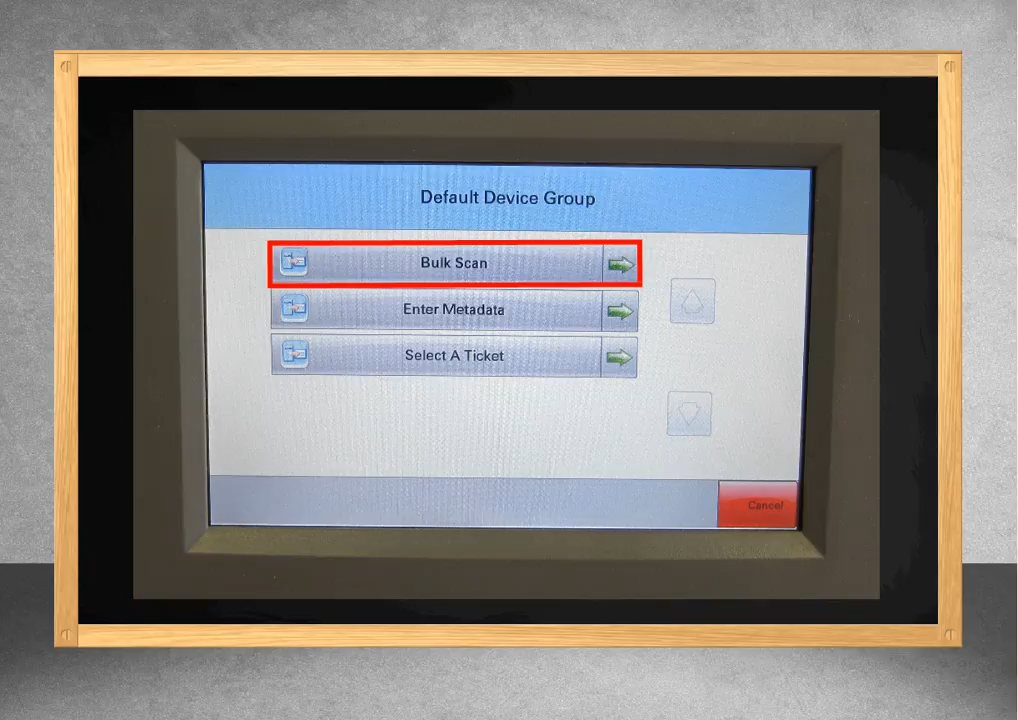 Default Device Group
Bulk Scan
Enter Metadata
Select A Ticket
Cancel